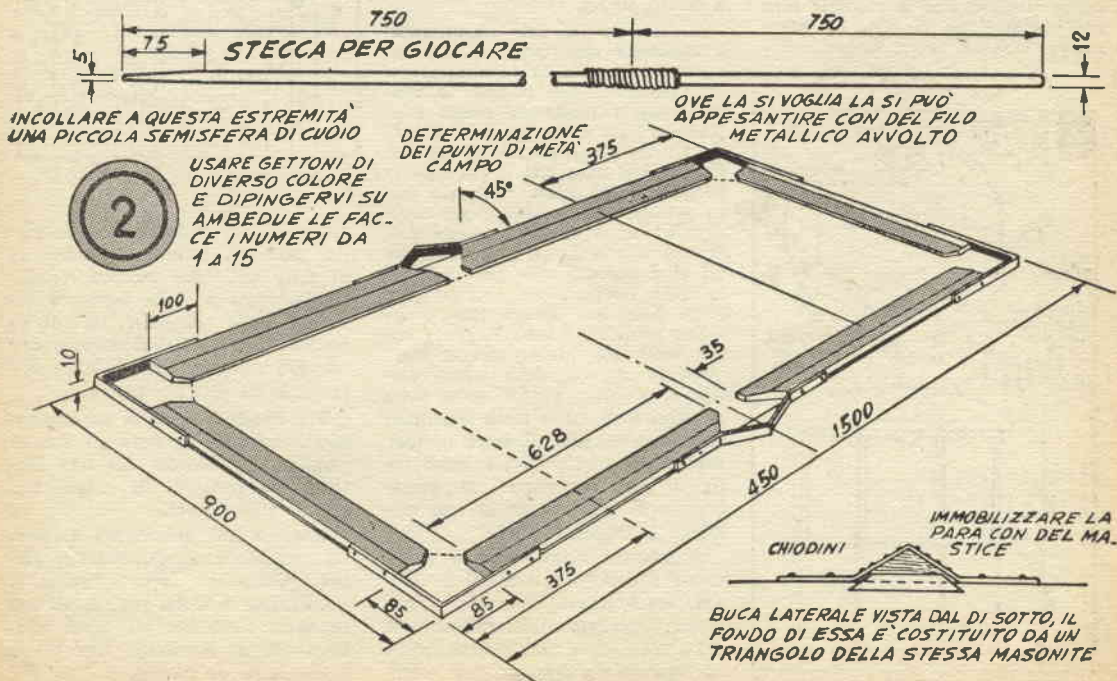 750
750
75
STECCA PER GIOCARE
5
12
INCOLLARE A QUESTA ESTREMITÀ
UNA PICCOLA SEMISFERA DI CUOIO
OVE LA SI VOGLIA LA SI PUÒ
APPESANTIRE CON DEL FILO
METALLICO AVVOLTO
DETERMINAZIONE
DEI PUNTI DI METÀ
CAMPO
375
45°
2
USARE GETTONI DI
DIVERSO COLORE
E DIPINGERVI SU
AMBEDUE LE FAC-
CE I NUMERI DA
1 A 15
100
10
35
628
1500
450
900
375
85
85
IMMOBILIZZARE LA
PARA CON DEL MA-
STICE
CHIODINI
BUCA LATERALE VISTA DAL DI SOTTO, IL
FONDO DI ESSA E' COSTITUITO DA UN
TRIANGOLO DELLA STESSA MASONITE